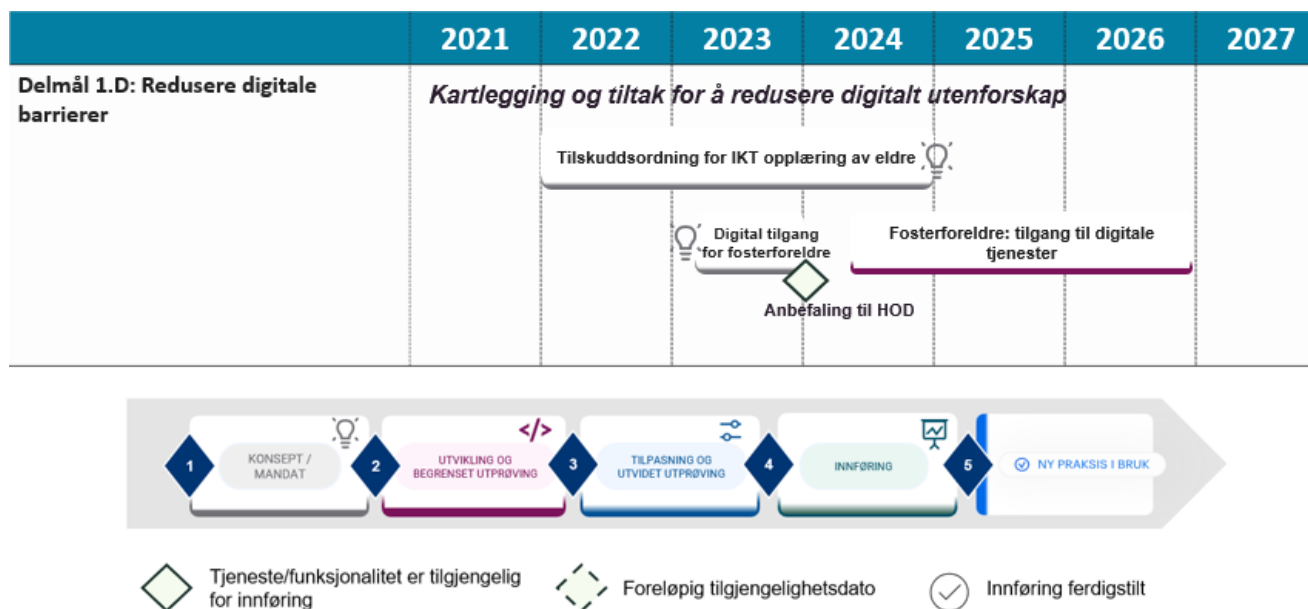 2021 2022 2023 2024 2025 2026 2027
Delmål 1.D: Redusere digitale
barrierer
Kartlegging og tiltak for å redusere digitalt utenforskap
Tilskuddsordning for IKT opplæring av eldre
Digital tilgang
for fosterforeldre
Fosterforeldre: tilgang til digitale
tjenester
Anbefaling til HOD
1
KONSEPT /
MANDAT
2
</>
UTVIKLING OG
BEGRENSET UTPRØVING
3
TILPASNING OG
UTVIDET UTPRØVING
4
INNFØRING
5
NY PRAKSIS I BRUK
Tjeneste/funksjonalitet er tilgjengelig
for innføring
Foreløpig tilgjengelighetsdato
Innføring ferdigstilt